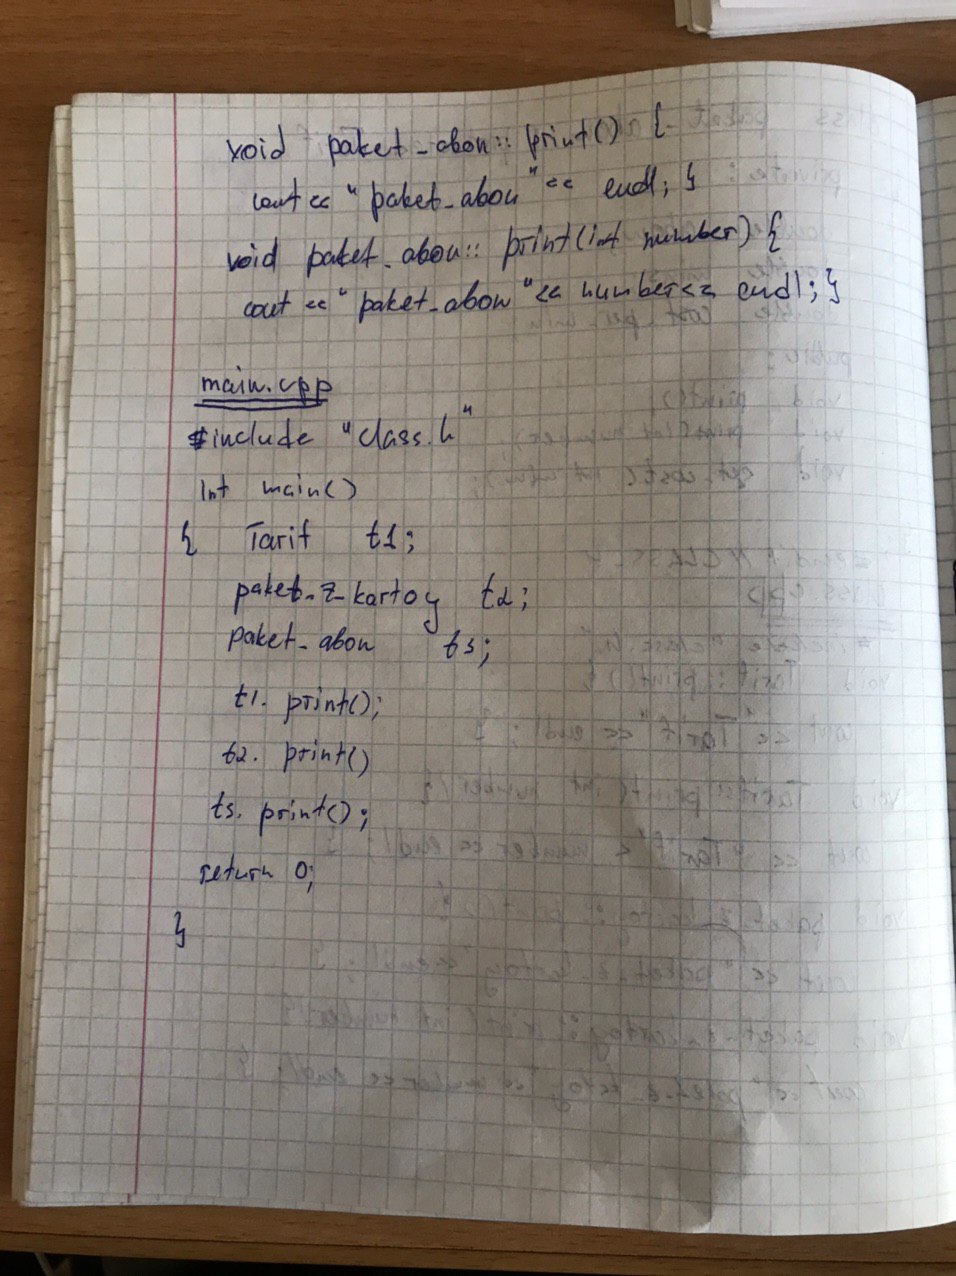 void paket_abon:: print() {
cout << "paket_abon" << endl; }
void paket_abon:: print(int number) {
cout << "paket_abon" << number << endl; }
main.cpp
#include "class.h"
int main()
{ Tarif t1;
paket_z_kartoy t2;
paket_abon t3;
t1. print();
t2. print()
t3. print();
return 0;
}